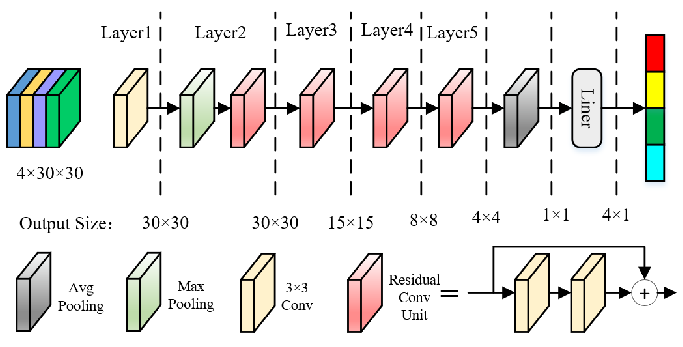 Layer1
Layer2
Layer3
Layer4
Layer5
Liner
4×30×30
Output Size:
30×30
30×30
15×15
8×8
4×4
1×1
4×1
Avg
Pooling
Max
Pooling
3×3
Conv
Residual
Conv
Unit
=
+